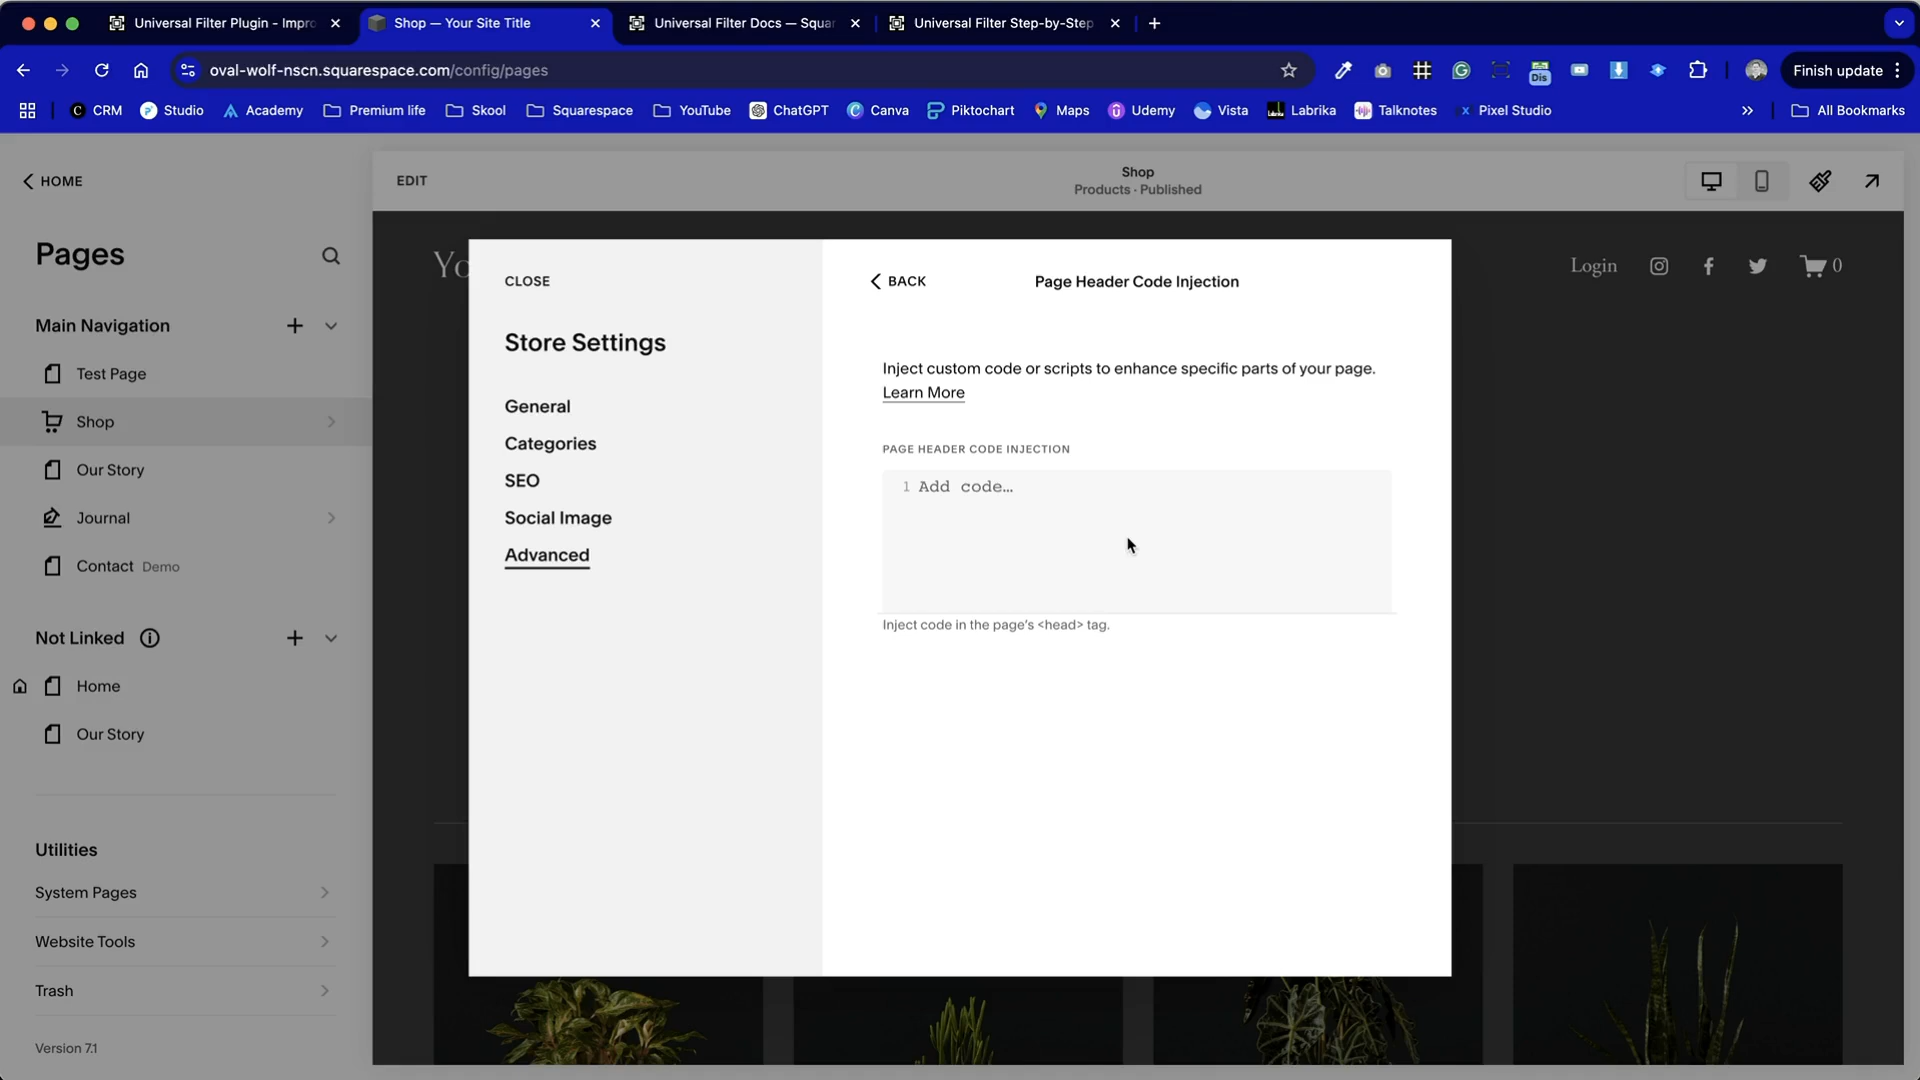 Universal Filter Plugin - Impro
Shop — Your Site Title
Universal Filter Docs — Squar
Universal Filter Step-by-Step
oval-wolf-nscn.squarespace.com/config/pages
Dis
Finish update
CRM
Studio
Academy
Premium life
Skool
Squarespace
YouTube
ChatGPT
Canva
Piktochart
Maps
Udemy
Vista
Labrika
Talknotes
Pixel Studio
All Bookmarks
HOME
EDIT
Shop
Products · Published
Pages
Main Navigation
Test Page
Shop
Our Story
Journal
Contact Demo
Not Linked
Home
Our Story
Utilities
System Pages
Website Tools
Trash
Version 7.1
Yo
Login
0
CLOSE
Store Settings
General
Categories
SEO
Social Image
Advanced
BACK
Page Header Code Injection
Inject custom code or scripts to enhance specific parts of your page.
Learn More
PAGE HEADER CODE INJECTION
1 Add code…
Inject code in the page's <head> tag.